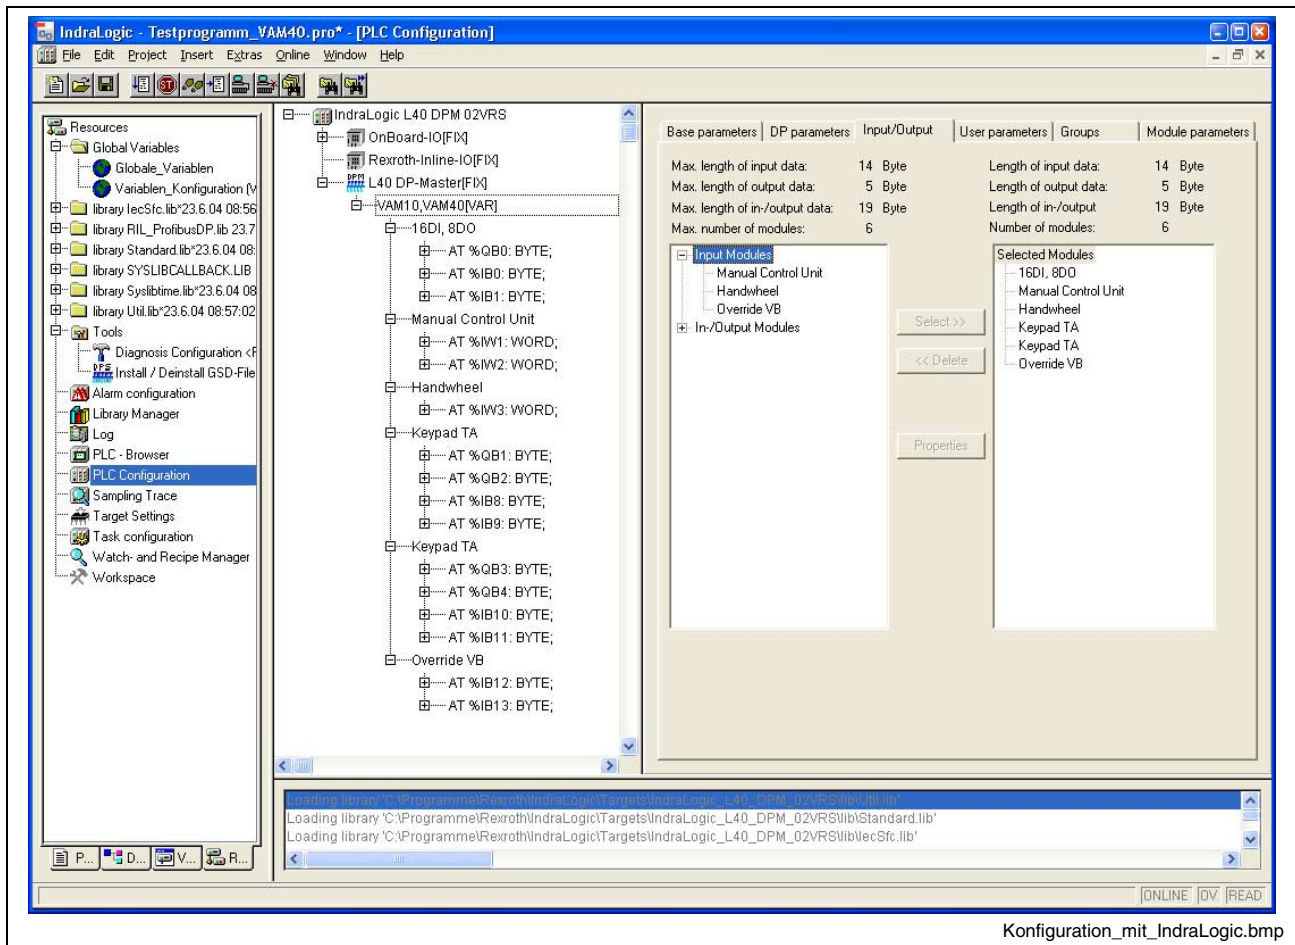 IndraLogic - Testprogramm_VAM40.pro* - [PLC Configuration]
File Edit Project Insert Extras Online Window Help
Resources
Global Variables
Globale_Variablen
Variablen_Konfiguration (V
library Iecsfc.lib*23.6.04 08:56
library RIL_ProfibusDP.lib 23.7
library Standard.lib*23.6.04 08:
library SYSLIBCALLBACK.LIB
library Syslibtime.lib*23.6.04 08
library Util.lib*23.6.04 08:57:02
Tools
Diagnosis Configuration <F
DPS
Install / Deinstall GSD-File
Alarm configuration
Library Manager
Log
PLC - Browser
PLC Configuration
Sampling Trace
Target Settings
Task configuration
Watch- and Recipe Manager
Workspace
P... D... V... R...
IndraLogic L40 DPM 02VRS
OnBoard-IO[FIX]
Rexroth-Inline-IO[FIX]
DPM
L40 DP-Master[FIX]
VAM10,VAM40[VAR]
16DI, 8DO
AT %QB0: BYTE;
AT %IB0: BYTE;
AT %IB1: BYTE;
Manual Control Unit
AT %IW1: WORD;
AT %IW2: WORD;
Handwheel
AT %IW3: WORD;
Keypad TA
AT %QB1: BYTE;
AT %QB2: BYTE;
AT %IB8: BYTE;
AT %IB9: BYTE;
Keypad TA
AT %QB3: BYTE;
AT %QB4: BYTE;
AT %IB10: BYTE;
AT %IB11: BYTE;
Override VB
AT %IB12: BYTE;
AT %IB13: BYTE;
Base parameters DP parameters Input/Output User parameters Groups Module parameters
Max. length of input data: 14 Byte
Max. length of output data: 5 Byte
Max. length of in-/output data: 19 Byte
Max. number of modules: 6
Length of input data: 14 Byte
Length of output data: 5 Byte
Length of in-/output 19 Byte
Number of modules: 6
Input Modules
Manual Control Unit
Handwheel
Override VB
In-/Output Modules
Select >>
<< Delete
Properties
Selected Modules
16DI, 8DO
Manual Control Unit
Handwheel
Keypad TA
Keypad TA
Override VB
Loading library 'C:\Programme\Rexroth\IndraLogic\Targets\IndraLogic_L40_DPM_02VRS\lib\Util.lib'
Loading library 'C:\Programme\Rexroth\IndraLogic\Targets\IndraLogic_L40_DPM_02VRS\lib\Standard.lib'
Loading library 'C:\Programme\Rexroth\IndraLogic\Targets\IndraLogic_L40_DPM_02VRS\lib\Iecsfc.lib'
ONLINE OV READ
Konfiguration_mit_IndraLogic.bmp